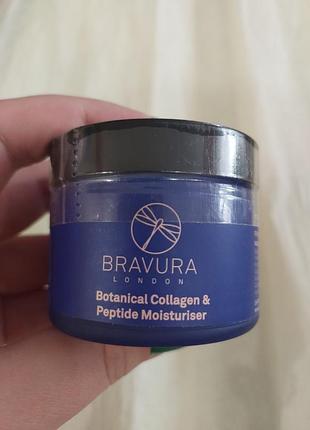 BRAVURA
LONDON
Botanical Collagen &
Peptide Moisturiser